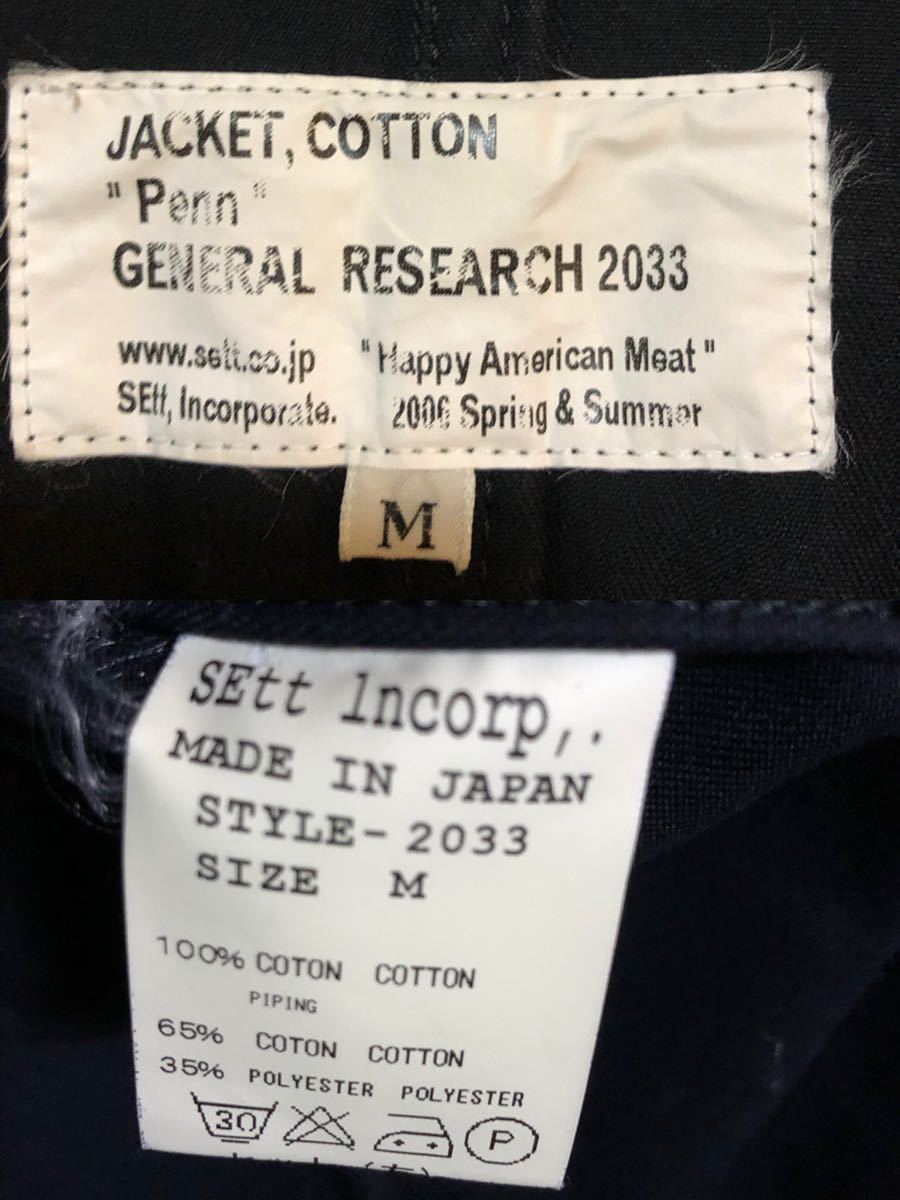 JACKET, COTTON
" Penn "
GENERAL RESEARCH 2033
www.sett.co.jp "Happy American Meat"
SEtt, Incorporate. 2006 Spring & Summer
M
SEtt lncorp,.
MADE IN JAPAN
STYLE-2033
SIZE M
100% COTON COTTON
PIPING
65% COTON COTTON
35% POLYESTER POLYESTER
30 P